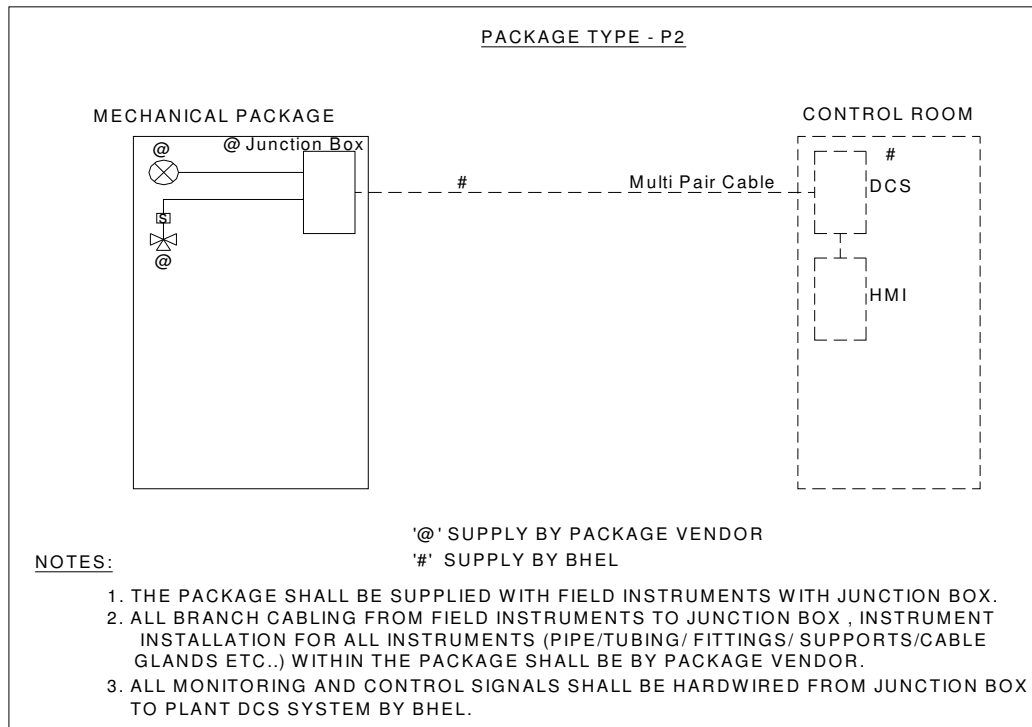 PACKAGE TYPE - P2
MECHANICAL PACKAGE
CONTROL ROOM
@
@ Junction Box
#
#
Multi Pair Cable
DCS
S
@
HMI
'@' SUPPLY BY PACKAGE VENDOR
'#' SUPPLY BY BHEL
NOTES:
1. THE PACKAGE SHALL BE SUPPLIED WITH FIELD INSTRUMENTS WITH JUNCTION BOX.
2. ALL BRANCH CABLING FROM FIELD INSTRUMENTS TO JUNCTION BOX , INSTRUMENT
INSTALLATION FOR ALL INSTRUMENTS (PIPE/TUBING/ FITTINGS/ SUPPORTS/CABLE
GLANDS ETC..) WITHIN THE PACKAGE SHALL BE BY PACKAGE VENDOR.
3. ALL MONITORING AND CONTROL SIGNALS SHALL BE HARDWIRED FROM JUNCTION BOX
TO PLANT DCS SYSTEM BY BHEL.